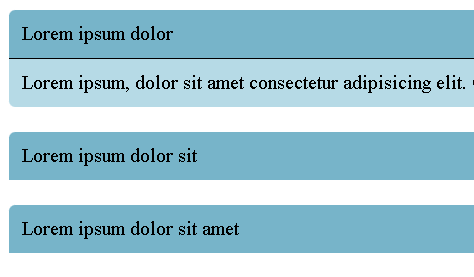 Lorem ipsum dolor
Lorem ipsum, dolor sit amet consectetur adipisicing elit.
Lorem ipsum dolor sit
Lorem ipsum dolor sit amet